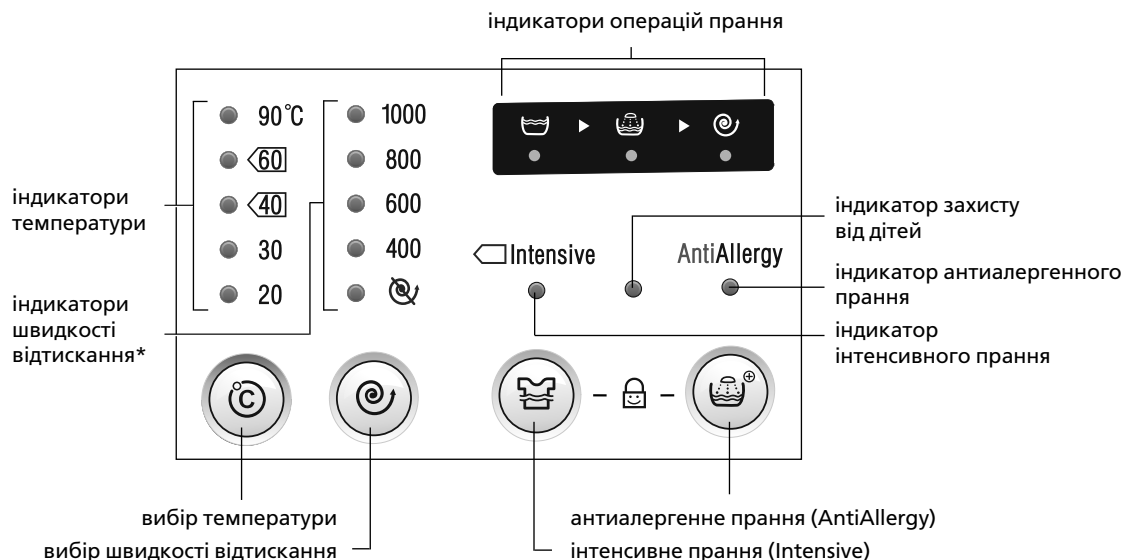 індикатори операцій прання
90°C
60
40
30
20
1000
800
600
400
Intensive
AntiAllergy
індикатори
температури
індикатори
швидкості
відтискання*
індикатор захисту
від дітей
індикатор антиалергенного
прання
індикатор
інтенсивного прання
°C
вибір температури
вибір швидкості відтискання
антиалергенне прання (AntiAllergy)
інтенсивне прання (Intensive)